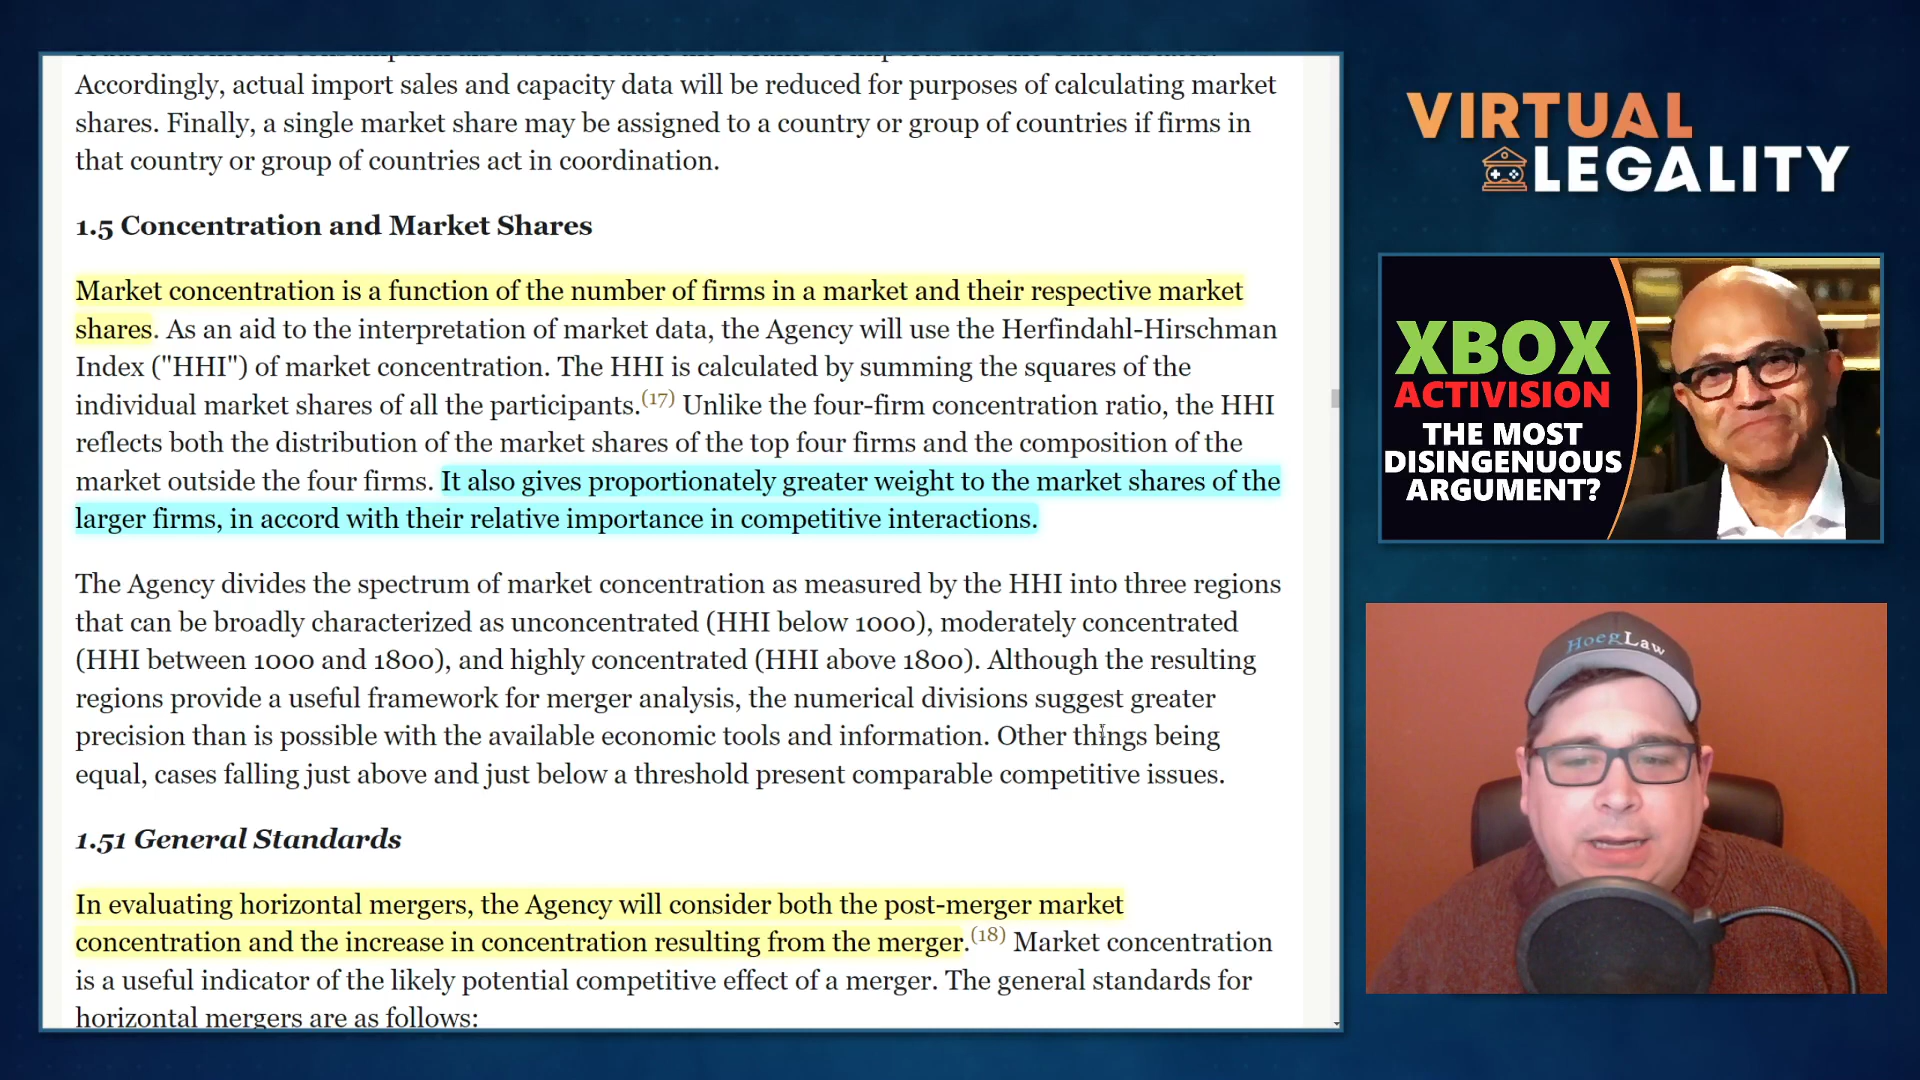 Accordingly, actual import sales and capacity data will be reduced for purposes of calculating market
shares. Finally, a single market share may be assigned to a country or group of countries if firms in
that country or group of countries act in coordination.
1.5 Concentration and Market Shares
Market concentration is a function of the number of firms in a market and their respective market
shares. As an aid to the interpretation of market data, the Agency will use the Herfindahl-Hirschman
Index ("HHI") of market concentration. The HHI is calculated by summing the squares of the
individual market shares of all the participants.(17) Unlike the four-firm concentration ratio, the HHI
reflects both the distribution of the market shares of the top four firms and the composition of the
market outside the four firms. It also gives proportionately greater weight to the market shares of the
larger firms, in accord with their relative importance in competitive interactions.
The Agency divides the spectrum of market concentration as measured by the HHI into three regions
that can be broadly characterized as unconcentrated (HHI below 1000), moderately concentrated
(HHI between 1000 and 1800), and highly concentrated (HHI above 1800). Although the resulting
regions provide a useful framework for merger analysis, the numerical divisions suggest greater
precision than is possible with the available economic tools and information. Other things being
equal, cases falling just above and just below a threshold present comparable competitive issues.
1.51 General Standards
In evaluating horizontal mergers, the Agency will consider both the post-merger market
concentration and the increase in concentration resulting from the merger.(18) Market concentration
is a useful indicator of the likely potential competitive effect of a merger. The general standards for
horizontal mergers are as follows:
VIRTUAL
LEGALITY
XBOX
ACTIVISION
THE MOST
DISINGENUOUS
ARGUMENT?
HoegLaw